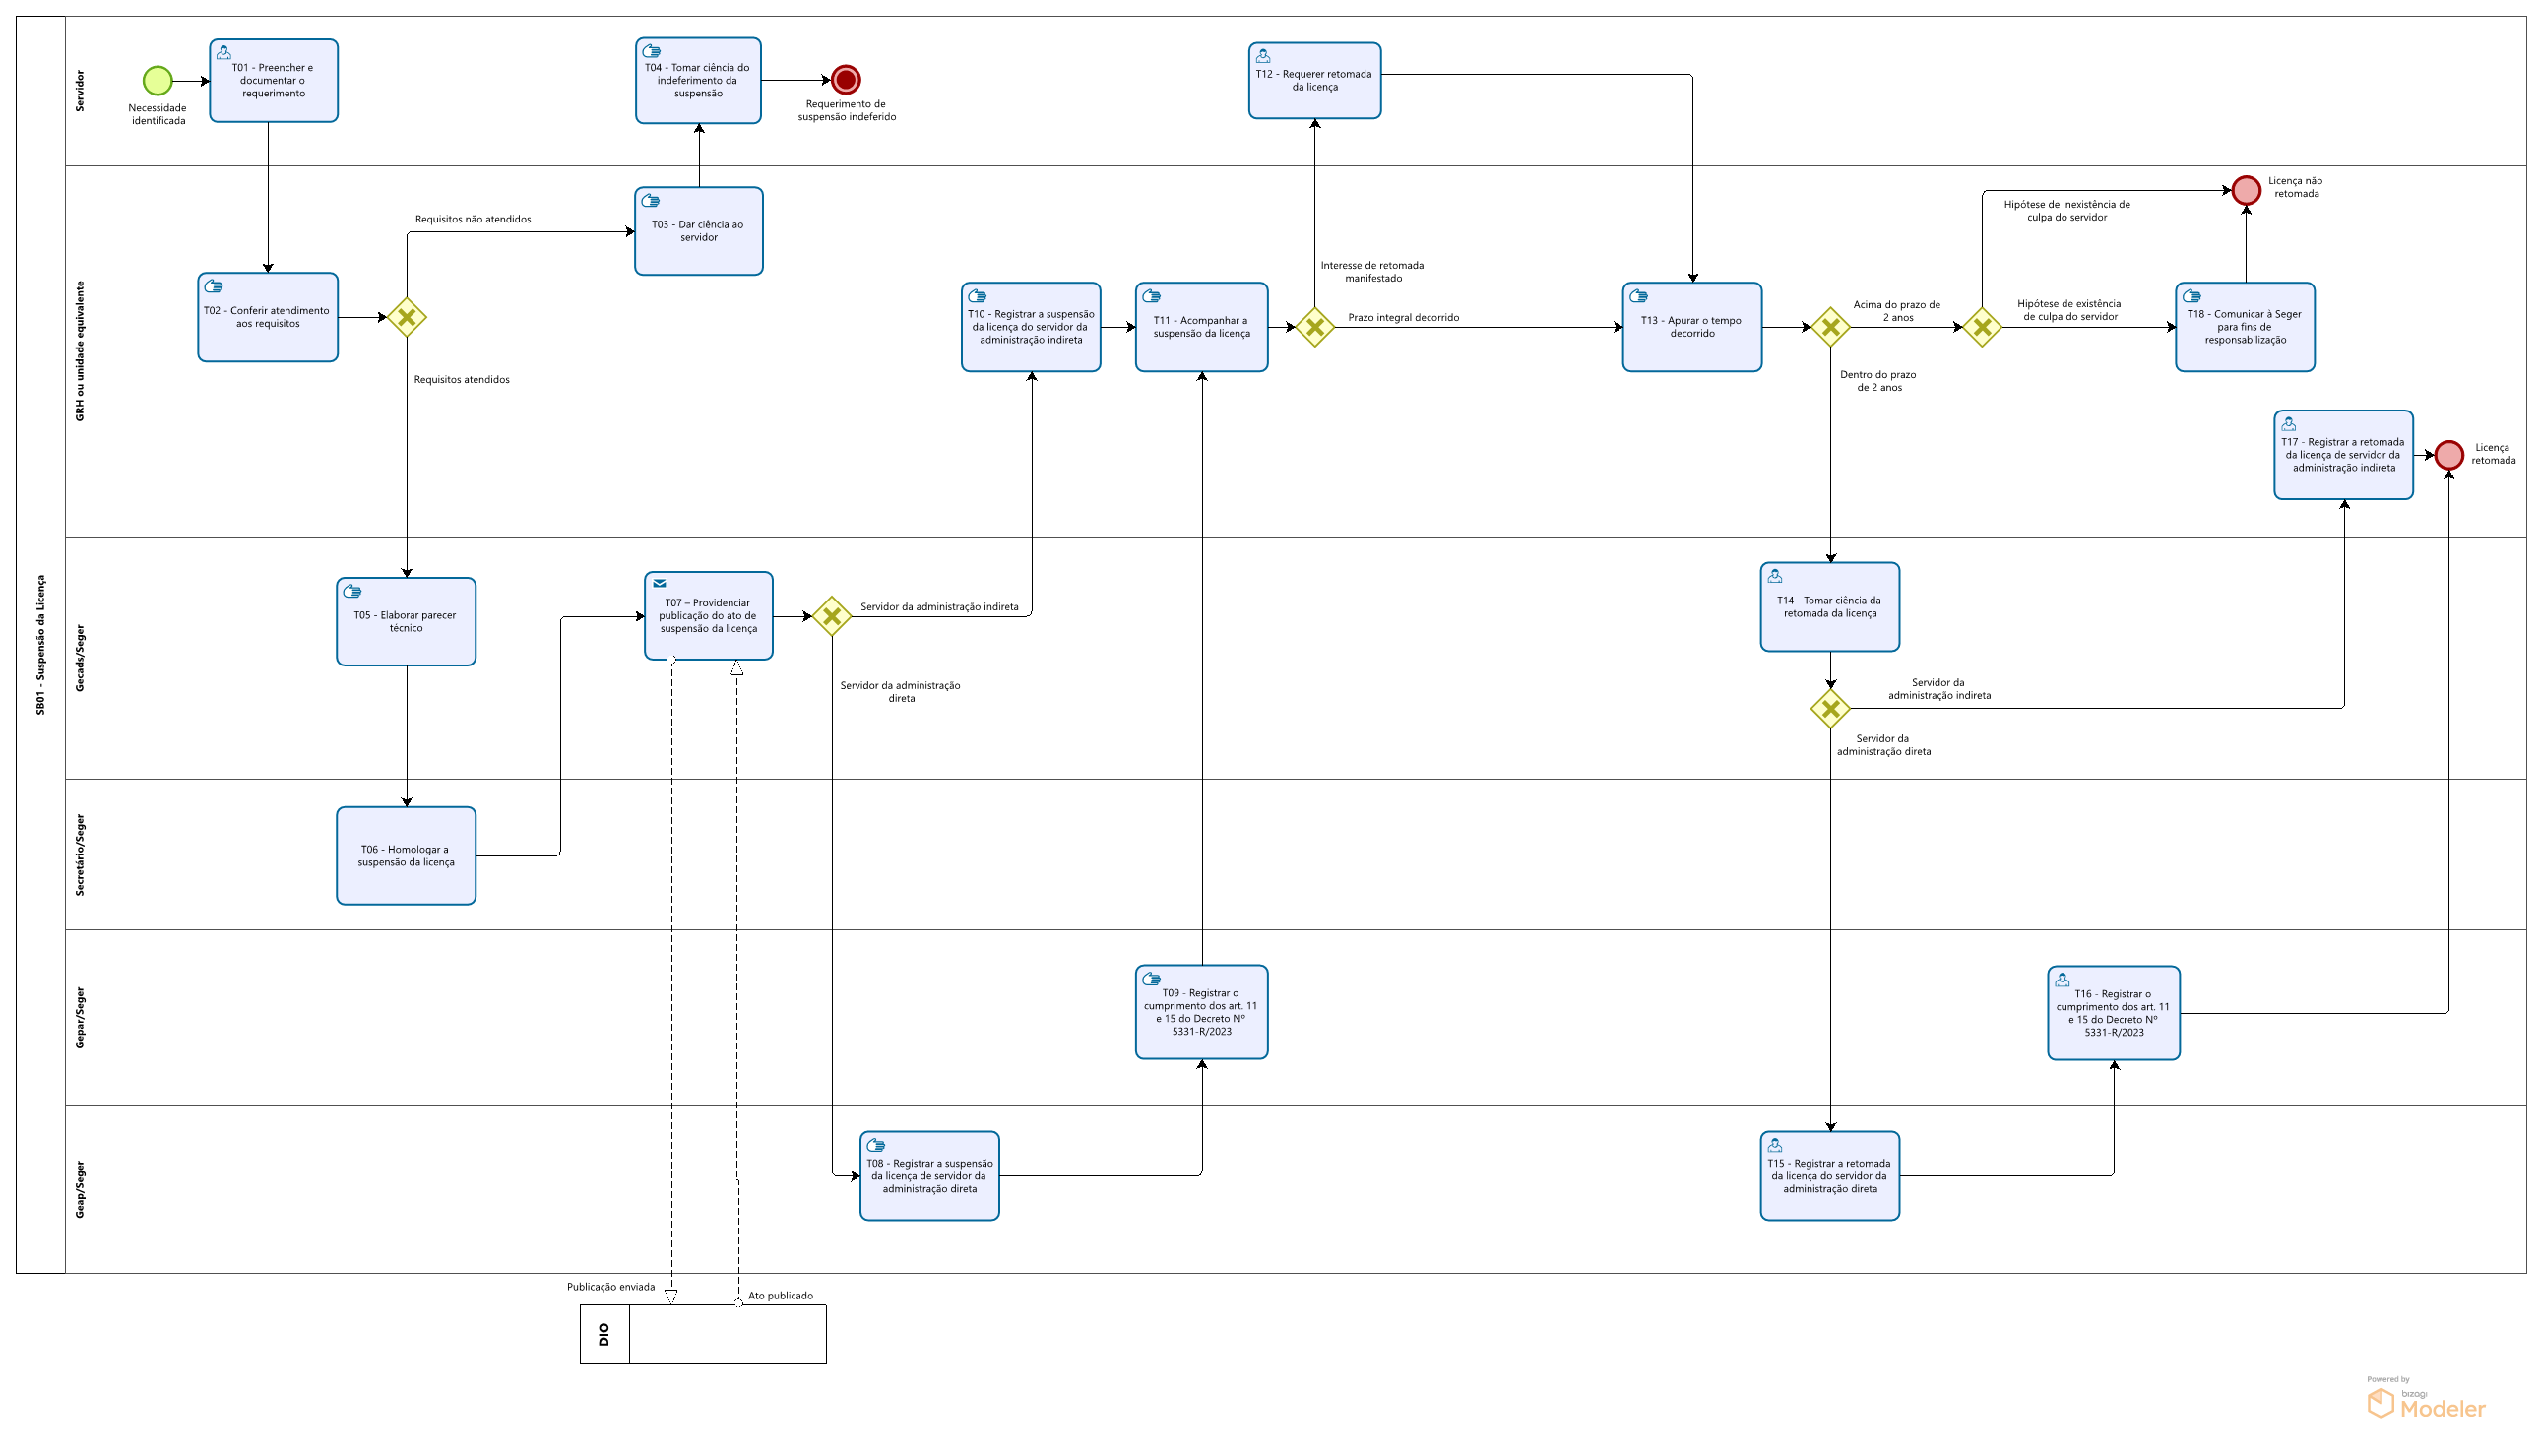 SB01 - Suspensão da Licença
Servidor
Necessidade
identificada
T01 - Preencher e
documentar o
requerimento
T04 - Tomar ciência do
indeferimento da
suspensão
Requerimento de
suspensão indeferido
T12 - Requerer retomada
da licença
GRH ou unidade equivalente
T02 - Conferir atendimento
aos requisitos
Requisitos não atendidos
Requisitos atendidos
T03 - Dar ciência ao
servidor
T10 - Registrar a suspensão
da licença do servidor da
administração indireta
T11 - Acompanhar a
suspensão da licença
Interesse de retomada
manifestado
Prazo integral decorrido
T13 - Apurar o tempo
decorrido
Acima do prazo de
2 anos
Dentro do prazo
de 2 anos
Hipótese de inexistência de
culpa do servidor
Hipótese de existência
de culpa do servidor
T18 - Comunicar à Seger
para fins de
responsabilização
Licença não
retomada
T17 - Registrar a retomada
da licença de servidor da
administração indireta
Licença
retomada
Gecads/Seger
T05 - Elaborar parecer
técnico
T07 – Providenciar
publicação do ato de
suspensão da licença
Servidor da administração indireta
Servidor da administração
direta
T14 - Tomar ciência da
retomada da licença
Servidor da
administração indireta
Servidor da
administração direta
Secretário/Seger
T06 - Homologar a
suspensão da licença
Gepar/Seger
T09 - Registrar o
cumprimento dos art. 11
e 15 do Decreto Nº
5331-R/2023
T16 - Registrar o
cumprimento dos art. 11
e 15 do Decreto Nº
5331-R/2023
Geap/Seger
T08 - Registrar a suspensão
da licença de servidor da
administração direta
T15 - Registrar a retomada
da licença do servidor da
administração direta
Publicação enviada
Ato publicado
DIO
Powered by
bizagi
Modeler